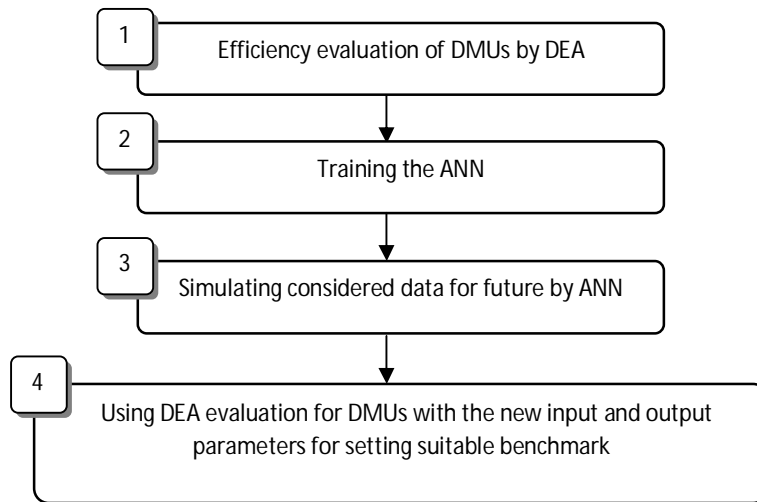 1
Efficiency evaluation of DMUs by DEA
2
Training the ANN
3
Simulating considered data for future by ANN
4
Using DEA evaluation for DMUs with the new input and output
parameters for setting suitable benchmark